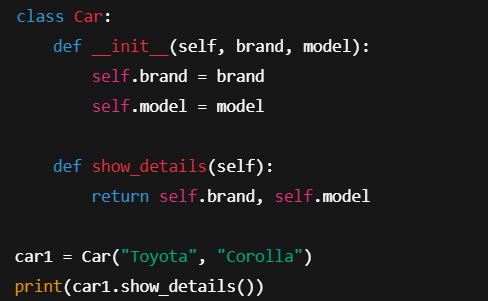 class Car:
    def __init__(self, brand, model):
        self.brand = brand
        self.model = model

    def show_details(self):
        return self.brand, self.model

car1 = Car("Toyota", "Corolla")
print(car1.show_details())